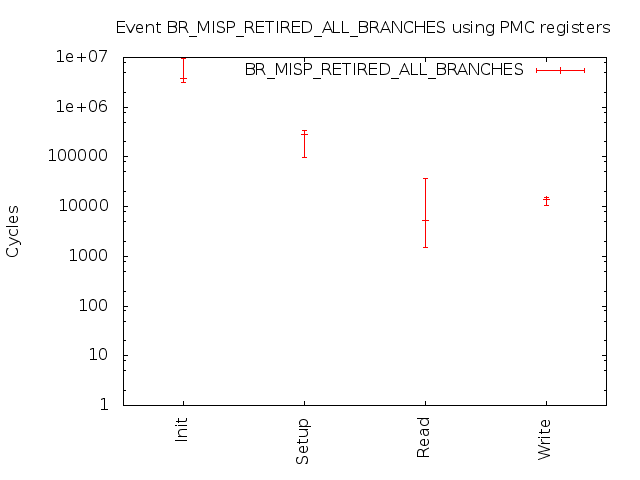 Event BR_MISP_RETIRED_ALL_BRANCHES using PMC registers
BR_MISP_RETIRED_ALL_BRANCHES
1e+07
1e+06
100000
10000
1000
100
10
1
Cycles
Init
Setup
Read
Write